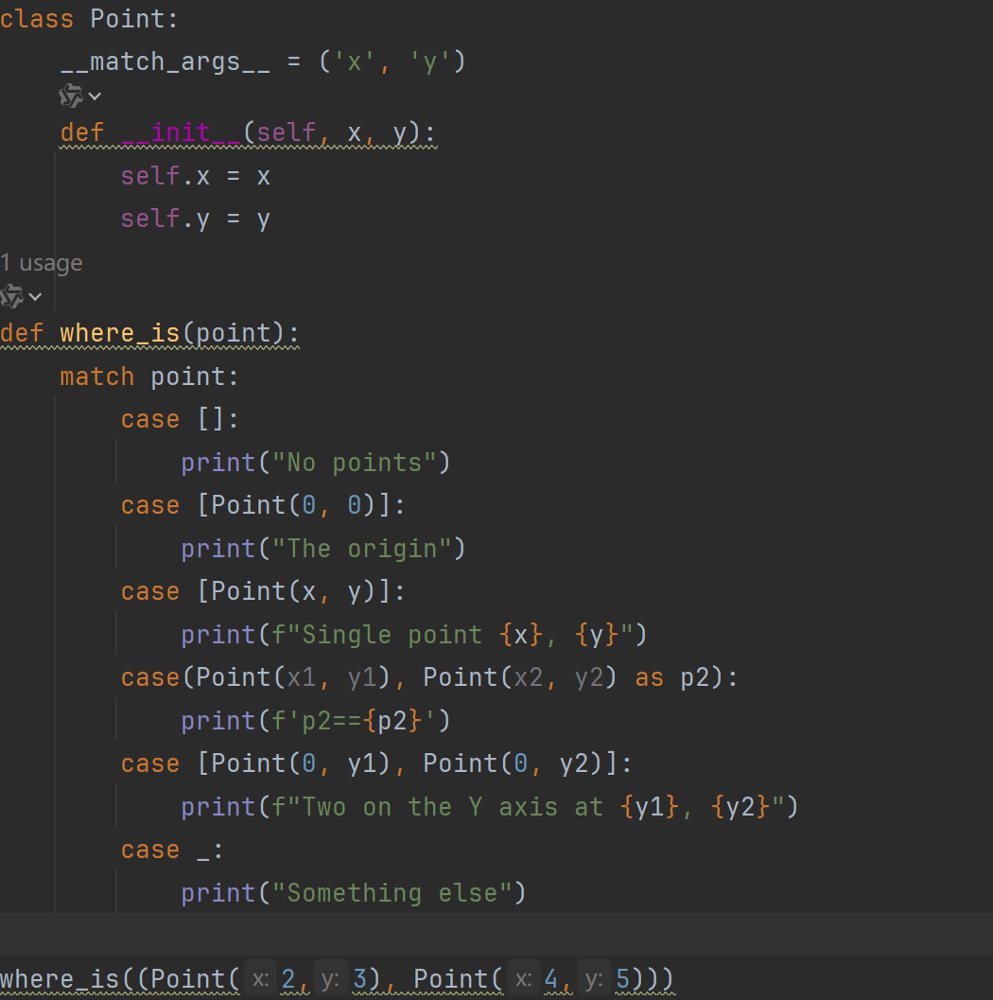 class Point:
    __match_args__ = ('x', 'y')
    def __init__(self, x, y):
        self.x = x
        self.y = y
1 usage
def where_is(point):
    match point:
        case []:
            print("No points")
        case [Point(0, 0)]:
            print("The origin")
        case [Point(x, y)]:
            print(f"Single point {x}, {y}")
        case(Point(x1, y1), Point(x2, y2) as p2):
            print(f'p2=={p2}')
        case [Point(0, y1), Point(0, y2)]:
            print(f"Two on the Y axis at {y1}, {y2}")
        case _:
            print("Something else")
where_is((Point( x: 2, y: 3), Point( x: 4, y: 5)))